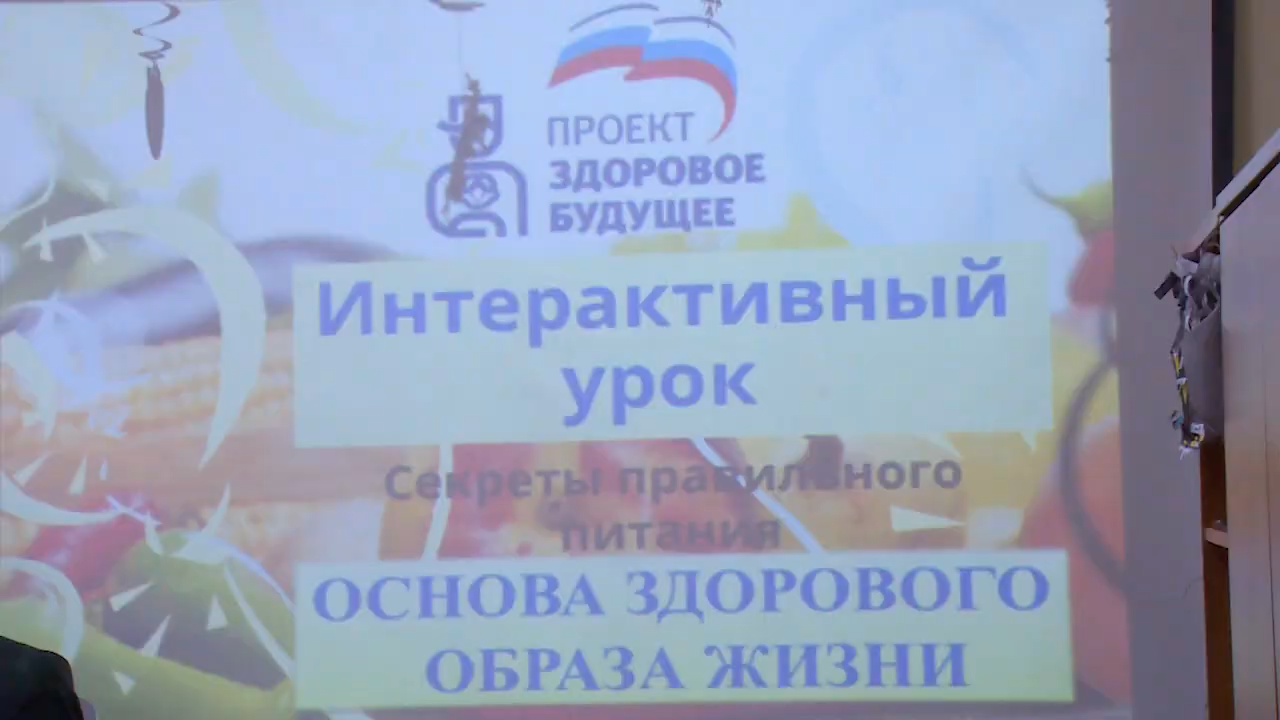 ПРОЕКТ
ЗДОРОВОЕ
БУДУЩЕЕ
Интерактивный
урок
Секреты правильного
питания
ОСНОВА ЗДОРОВОГО
ОБРАЗА ЖИЗНИ